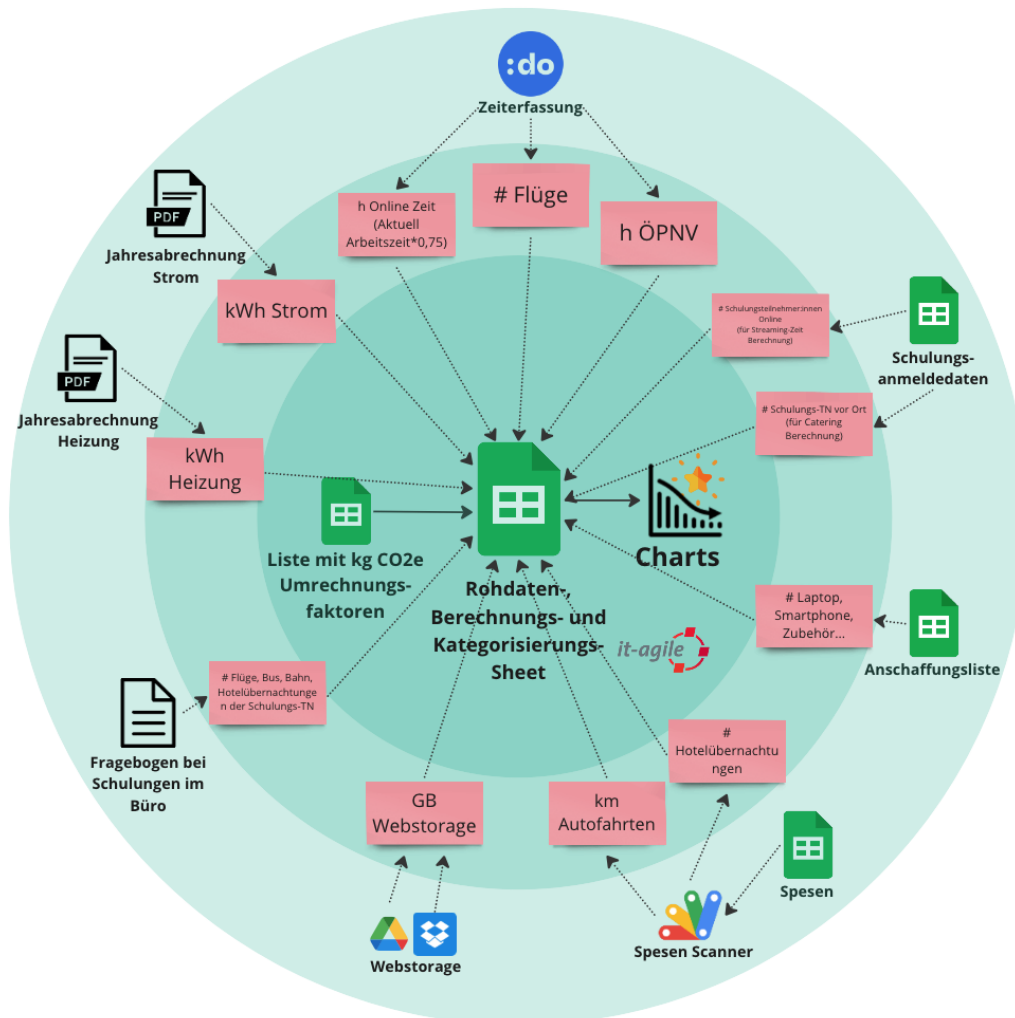 :do
Zeiterfassung
# Flüge
h Online Zeit
(Aktuell
Arbeitszeit*0,75)
h ÖPNV
PDF
Jahresabrechnung
Strom
kWh Strom
# Schulungsteilnehmer:innen
Online
(für Streaming-Zeit
Berechnung)
Schulungs-
anmeldedaten
PDF
Jahresabrechnung
Heizung
kWh
Heizung
# Schulungs-TN vor Ort
(für Catering
Berechnung)
Liste mit kg CO2e
Umrechnungs-
faktoren
Charts
Rohdaten-,
Berechnungs- und
Kategorisierungs-
Sheet
it-agile
# Laptop,
Smartphone,
Zubehör...
Anschaffungsliste
# Flüge, Bus, Bahn,
Hotelübernachtunge
n der Schulungs-TN
Fragebogen bei
Schulungen im
Büro
#
Hotelübernachtu
ngen
GB
Webstorage
km
Autofahrten
Spesen
Webstorage
Spesen Scanner